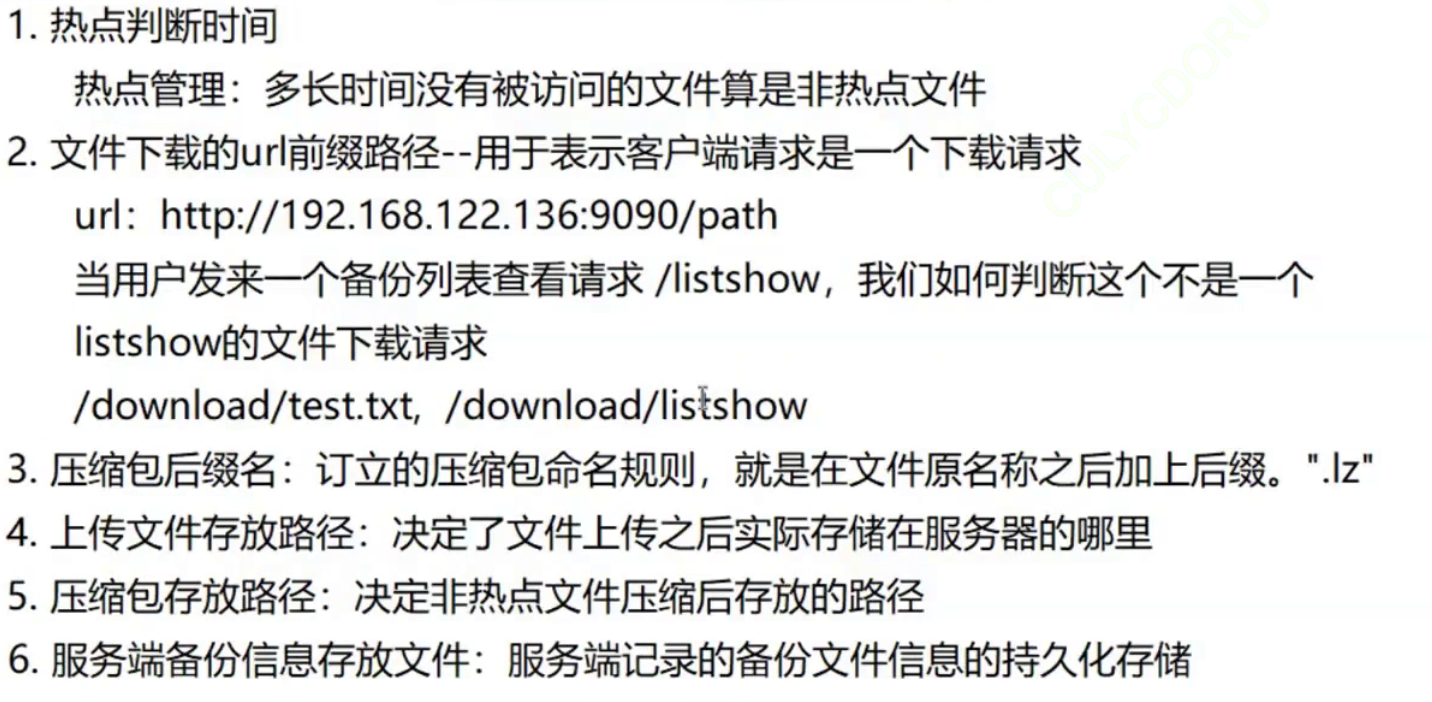 1. 热点判断时间
热点管理：多长时间没有被访问的文件算是非热点文件
2. 文件下载的url前缀路径--用于表示客户端请求是一个下载请求
url：http://192.168.122.136:9090/path
当用户发来一个备份列表查看请求 /listshow，我们如何判断这个不是一个
listshow的文件下载请求
/download/test.txt, /download/listshow
3. 压缩包后缀名：订立的压缩包命名规则，就是在文件原名称之后加上后缀。".lz"
4. 上传文件存放路径：决定了文件上传之后实际存储在服务器的哪里
5. 压缩包存放路径：决定非热点文件压缩后存放的路径
6. 服务端备份信息存放文件：服务端记录的备份文件信息的持久化存储